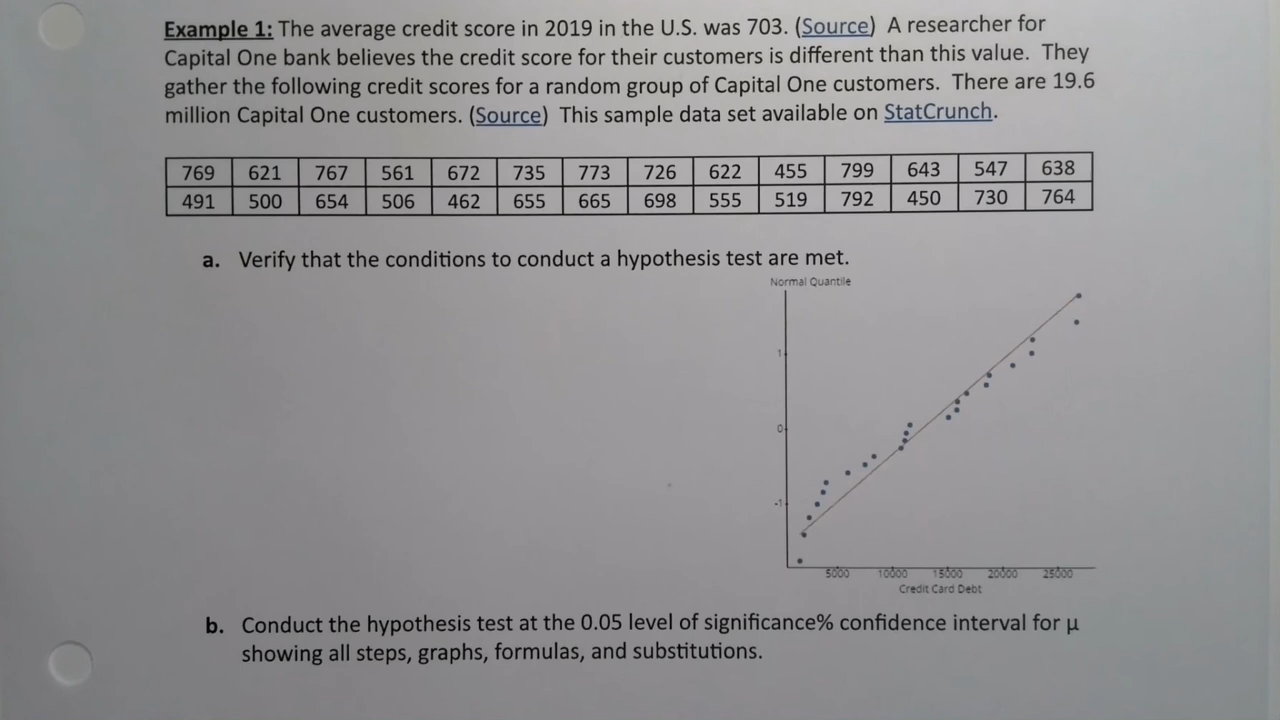 Example 1: The average credit score in 2019 in the U.S. was 703. (Source) A researcher for
Capital One bank believes the credit score for their customers is different than this value. They
gather the following credit scores for a random group of Capital One customers. There are 19.6
million Capital One customers. (Source) This sample data set available on StatCrunch.
769 621 767 561 672 735 773 726 622 455 799 643 547 638
491 500 654 506 462 655 665 698 555 519 792 450 730 764
a. Verify that the conditions to conduct a hypothesis test are met.
Normal Quantile
1
0
-1
5000 10000 15000 20000 25000
Credit Card Debt
b. Conduct the hypothesis test at the 0.05 level of significance% confidence interval for μ
showing all steps, graphs, formulas, and substitutions.